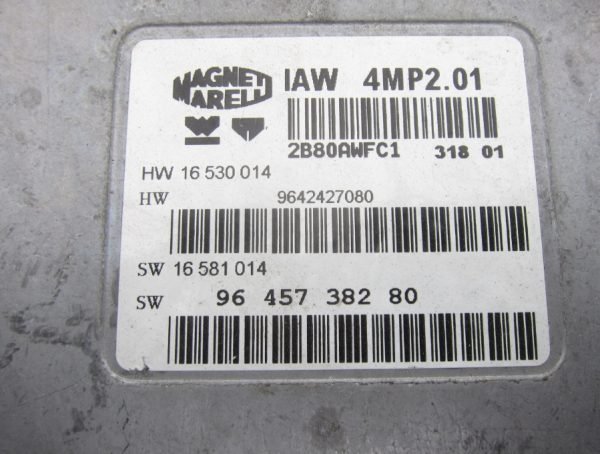 MAGNETI
MARELLI
IAW 4MP2.01
2B80AWFC1 318 01
HW 16 530 014
HW 9642427080
SW 16 581 014
SW 96 457 382 80